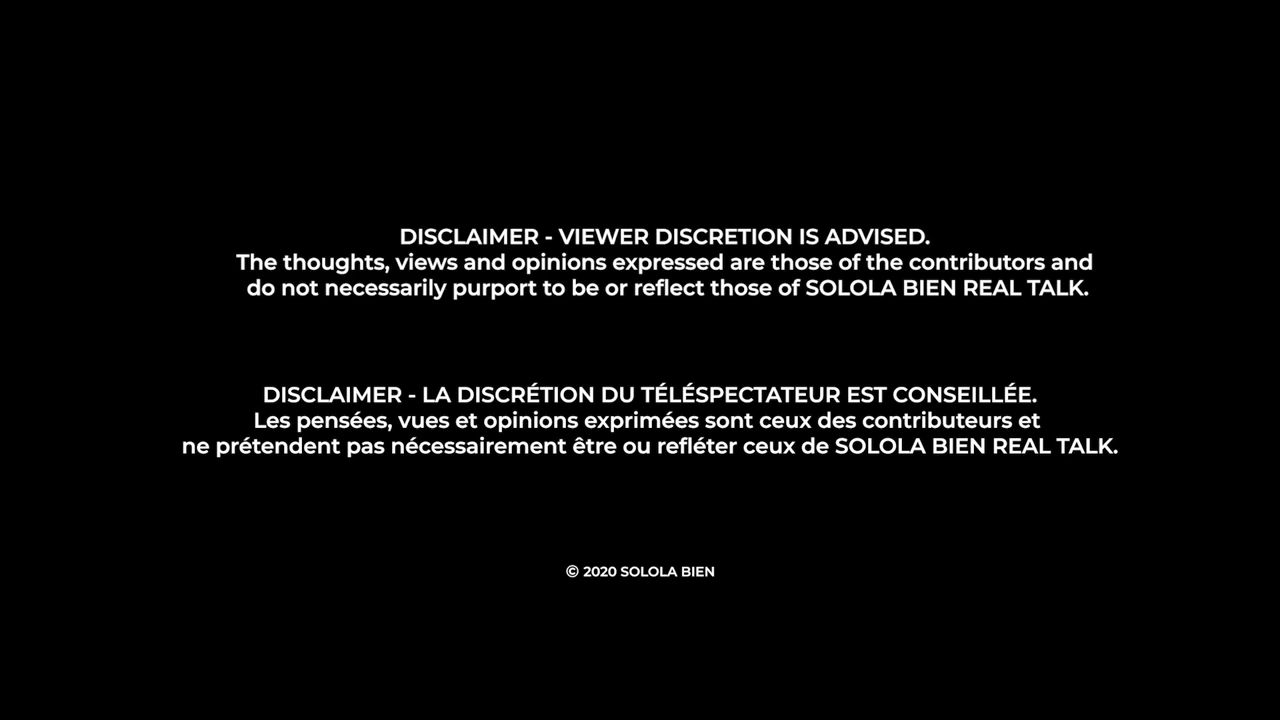 DISCLAIMER - VIEWER DISCRETION IS ADVISED.
The thoughts, views and opinions expressed are those of the contributors and
do not necessarily purport to be or reflect those of SOLOLA BIEN REAL TALK.
DISCLAIMER - LA DISCRÉTION DU TÉLÉSPECTATEUR EST CONSEILLÉE.
Les pensées, vues et opinions exprimées sont ceux des contributeurs et
ne prétendent pas nécessairement être ou refléter ceux de SOLOLA BIEN REAL TALK.
© 2020 SOLOLA BIEN